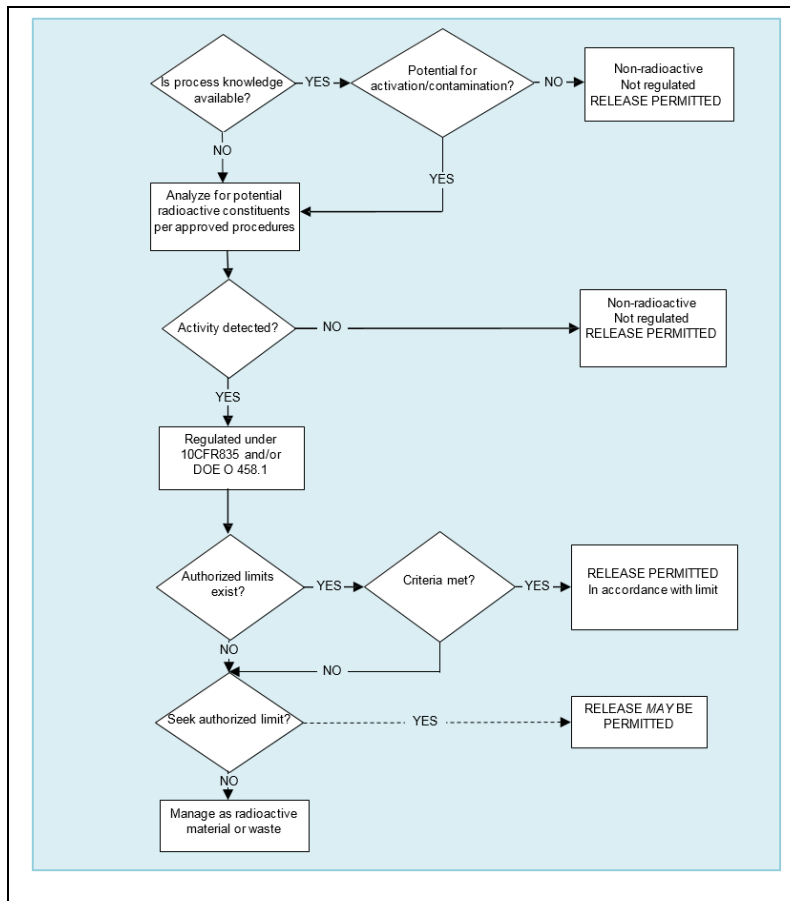 Is process knowledge
available?
YES
Potential for
activation/contamination?
NO
Non-radioactive
Not regulated
RELEASE PERMITTED
NO
YES
Analyze for potential
radioactive constituents
per approved procedures
Activity detected?
NO
Non-radioactive
Not regulated
RELEASE PERMITTED
YES
Regulated under
10CFR835 and/or
DOE O 458.1
Authorized limits
exist?
YES
Criteria met?
YES
RELEASE PERMITTED
In accordance with limit
NO
NO
Seek authorized limit?
YES
RELEASE MAY BE
PERMITTED
NO
Manage as radioactive
material or waste